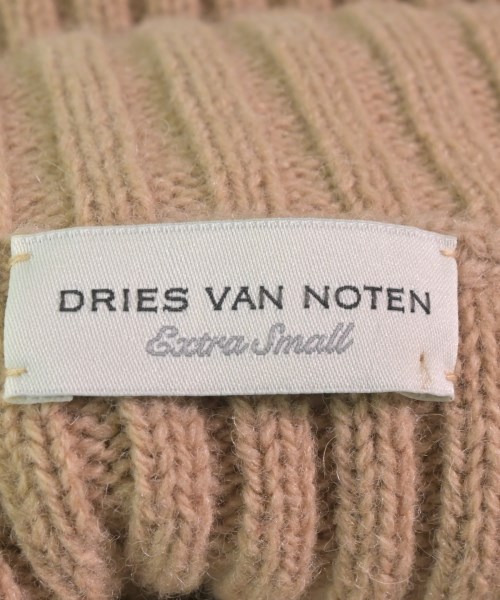 DRIES VAN NOTEN
Extra Small